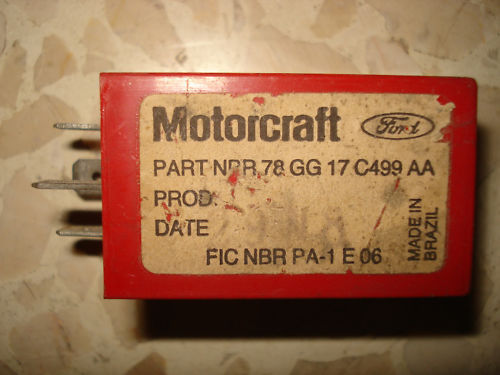 Motorcraft Ford
PART NBR 78 GG 17 C499 AA
PROD.
DATE
FIC NBR PA-1 E 06
MADE IN
BRAZIL